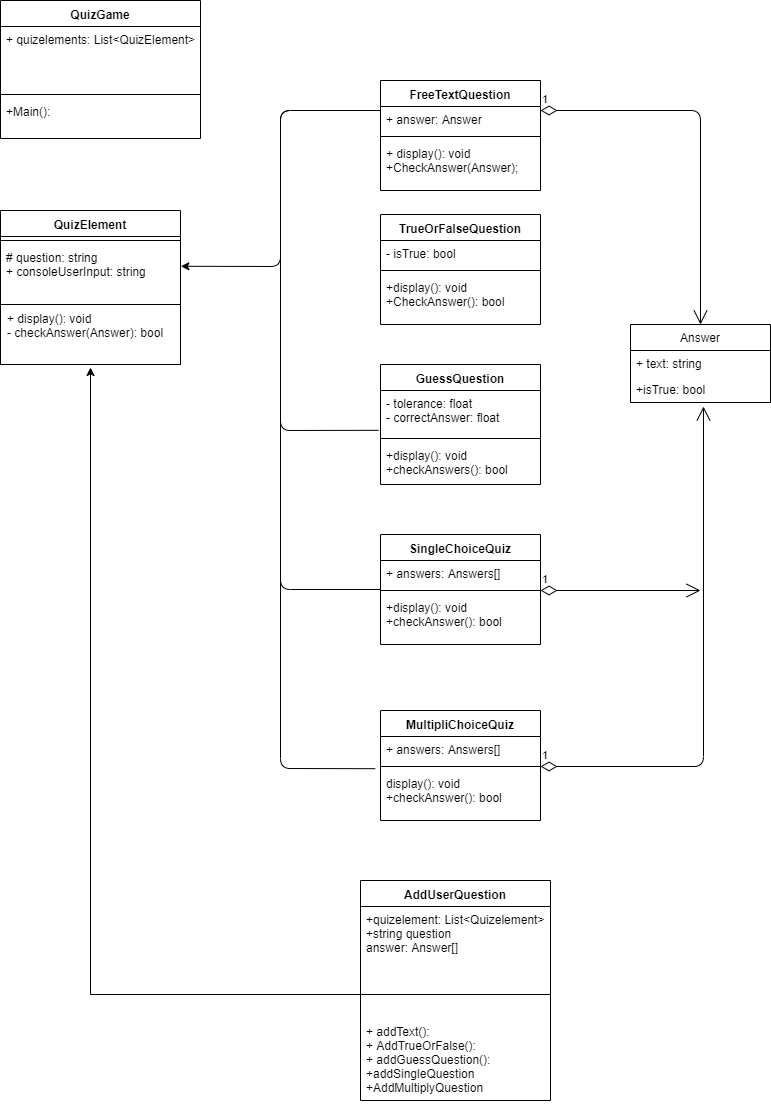 QuizGame
+ quizelements: List<QuizElement>
+Main():
FreeTextQuestion
+ answer: Answer
+ display(): void
+CheckAnswer(Answer);
1
QuizElement
# question: string
+ consoleUserInput: string
+ display(): void
- checkAnswer(Answer): bool
TrueOrFalseQuestion
- isTrue: bool
+display(): void
+CheckAnswer(): bool
Answer
+ text: string
+isTrue: bool
GuessQuestion
- tolerance: float
- correctAnswer: float
+display(): void
+checkAnswers(): bool
SingleChoiceQuiz
+ answers: Answers[]
+display(): void
+checkAnswer(): bool
1
MultipliChoiceQuiz
+ answers: Answers[]
display(): void
+checkAnswer(): bool
1
AddUserQuestion
+quizelement: List<Quizelement>
+string question
answer: Answer[]
+ addText():
+ AddTrueOrFalse():
+ addGuessQuestion():
+addSingleQuestion
+AddMultiplyQuestion